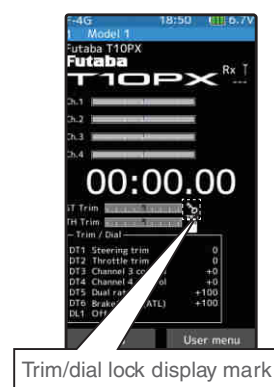 F-4G 18:50 6.7V
1 Model 1
Futaba T10PX
Futaba
T10PX
Rx
---
Ch.1
Ch.2
Ch.3
Ch.4
00:00.00
ST Trim
TH Trim
Trim / Dial
DT1 Steering trim 0
DT2 Throttle trim 0
DT3 Channel 3 +0
DT4 Channel 4 +0
DT5 Dual +100
DT6 Brake ATL) +100
DL1 Off
User menu
Trim/dial lock display mark